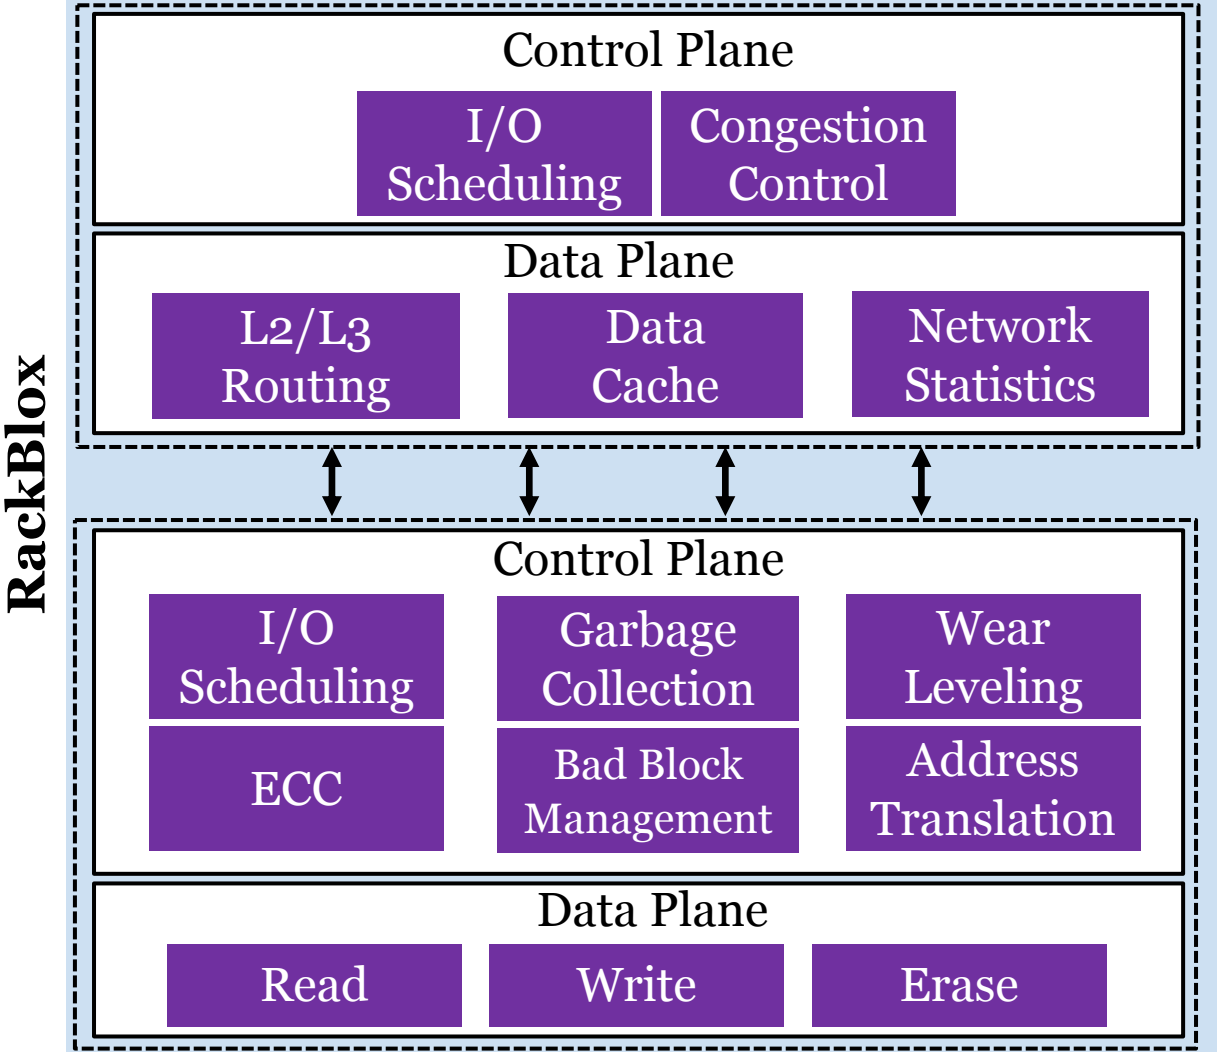 RackBlox
Control Plane
I/O
Scheduling
Congestion
Control
Data Plane
L2/L3
Routing
Data
Cache
Network
Statistics
Control Plane
I/O
Scheduling
Garbage
Collection
Wear
Leveling
ECC
Bad Block
Management
Address
Translation
Data Plane
Read
Write
Erase